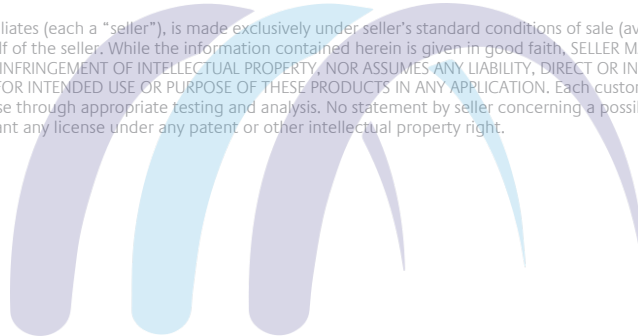 liates (each a “seller”), is made exclusively under seller’s standard conditions of sale (av
lf of the seller. While the information contained herein is given in good faith, SELLER M
INFRINGEMENT OF INTELLECTUAL PROPERTY, NOR ASSUMES ANY LIABILITY, DIRECT OR IN
FOR INTENDED USE OR PURPOSE OF THESE PRODUCTS IN ANY APPLICATION. Each custom
se through appropriate testing and analysis. No statement by seller concerning a possil
ant any license under any patent or other intellectual property right.